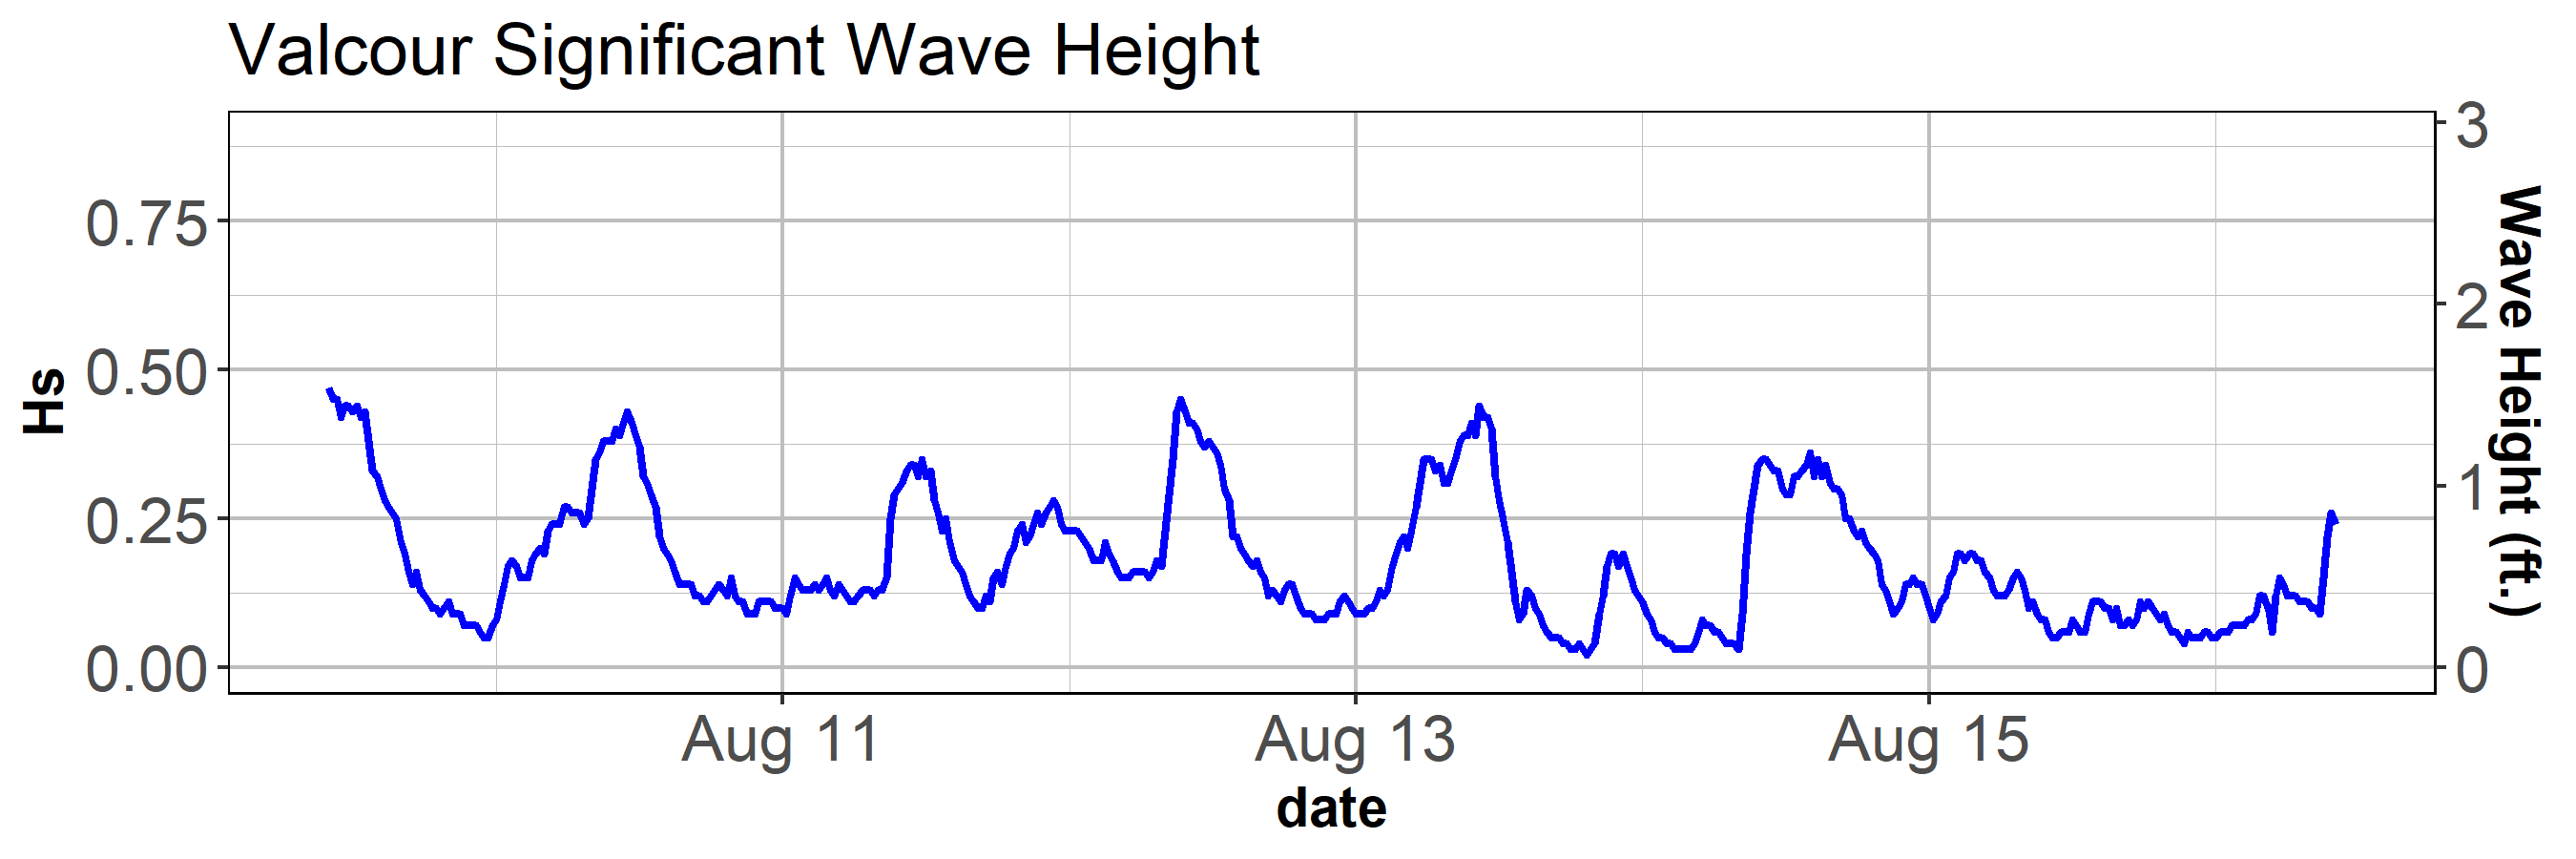 Valcour Significant Wave Height
Hs
0.75
0.50
0.25
0.00
3
2
1
0
Wave Height (ft.)
Aug 11 Aug 13 Aug 15
date